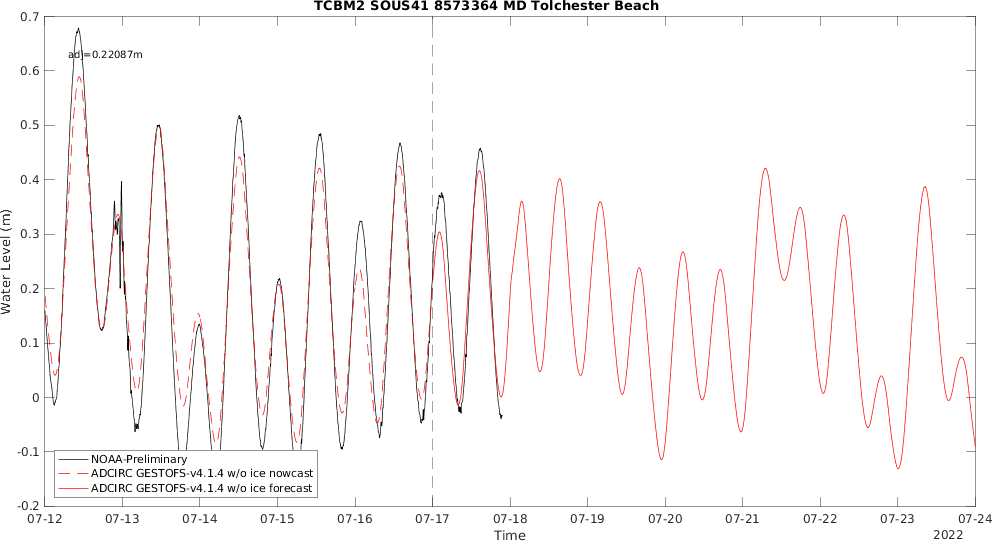 TCBM2 SOUS41 8573364 MD Tolchester Beach
0.7
adj=0.22087m
0.6
0.5
0.4
0.3
0.2
0.1
0
-0.1
-0.2
Water Level (m)
NOAA-Preliminary
ADCIRC GESTOFS-v4.1.4 w/o ice nowcast
ADCIRC GESTOFS-v4.1.4 w/o ice forecast
07-12 07-13 07-14 07-15 07-16 07-17 07-18 07-19 07-20 07-21 07-22 07-23 07-24
Time
2022